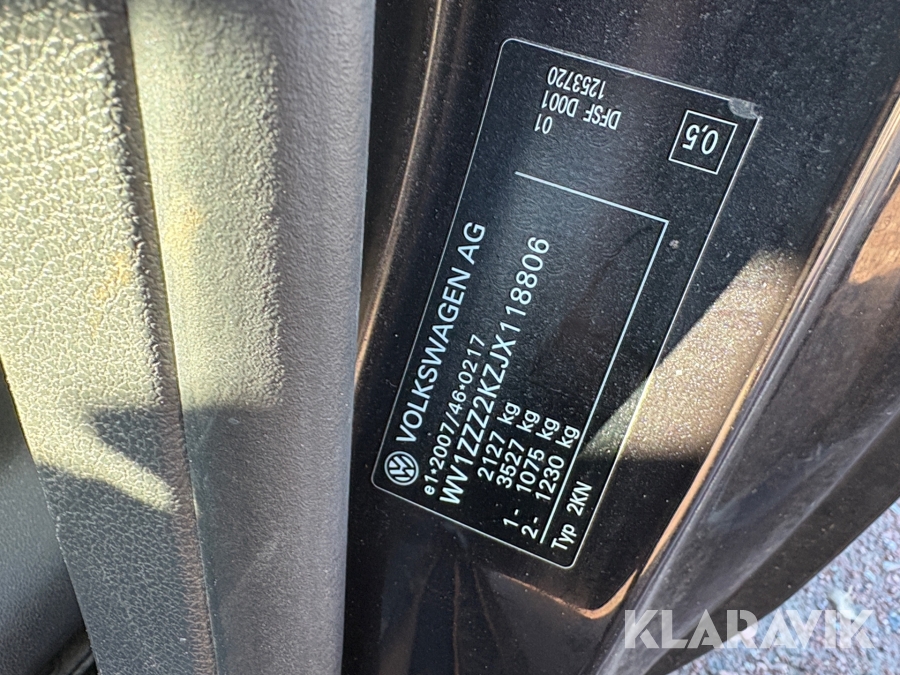 VOLKSWAGEN AG
e1*2007/46*0217
WV1ZZZ2KZJX118806
2127 kg
3527 kg
1- 1075 kg
2- 1230 kg
Typ 2KN
01
DFSF D001
1253720
0,5
KLARAVIK